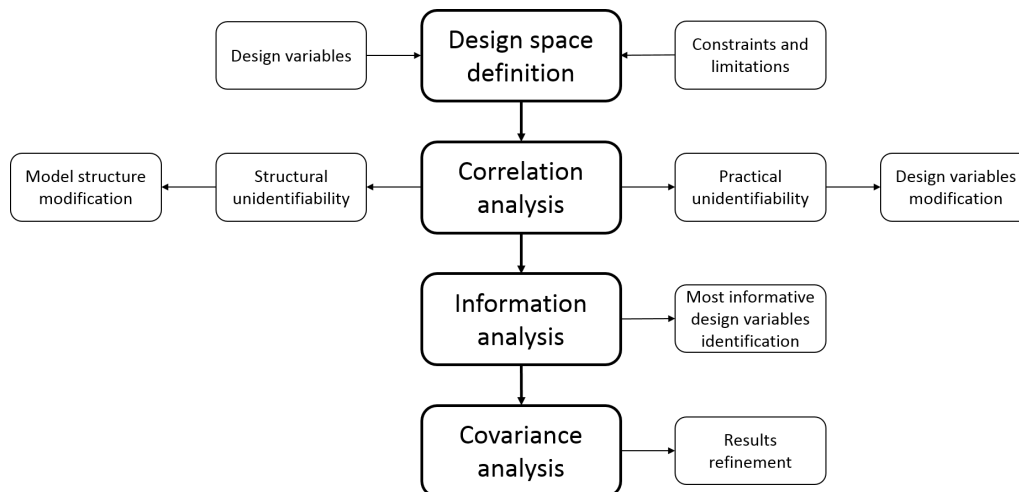 Design variables
Design space
definition
Constraints and
limitations
Model structure
modification
Structural
unidentifiability
Correlation
analysis
Practical
unidentifiability
Design variables
modification
Information
analysis
Most informative
design variables
identification
Covariance
analysis
Results
refinement